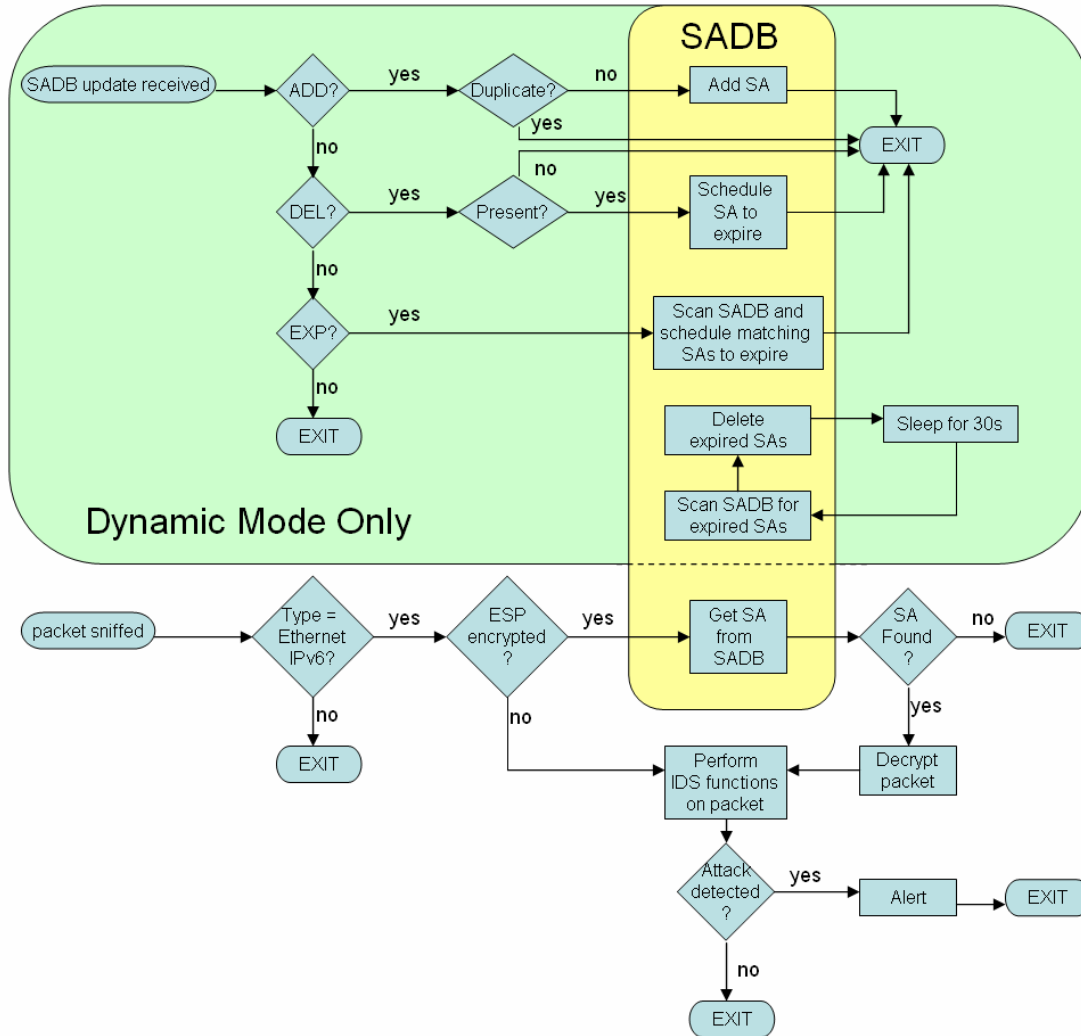 SADB
SADB update received
ADD?
yes
Duplicate?
no
Add SA
yes
EXIT
no
no
DEL?
yes
Present?
yes
Schedule
SA to
expire
no
EXP?
yes
Scan SADB and
schedule matching
SAs to expire
no
EXIT
Delete
expired SAs
Sleep for 30s
Scan SADB for
expired SAs
Dynamic Mode Only
packet sniffed
Type =
Ethernet
IPv6?
yes
ESP
encrypted
?
yes
Get SA
from
SADB
SA
Found
?
no
EXIT
no
EXIT
no
yes
Perform
IDS functions
on packet
Decrypt
packet
Attack
detected
?
yes
Alert
EXIT
no
EXIT